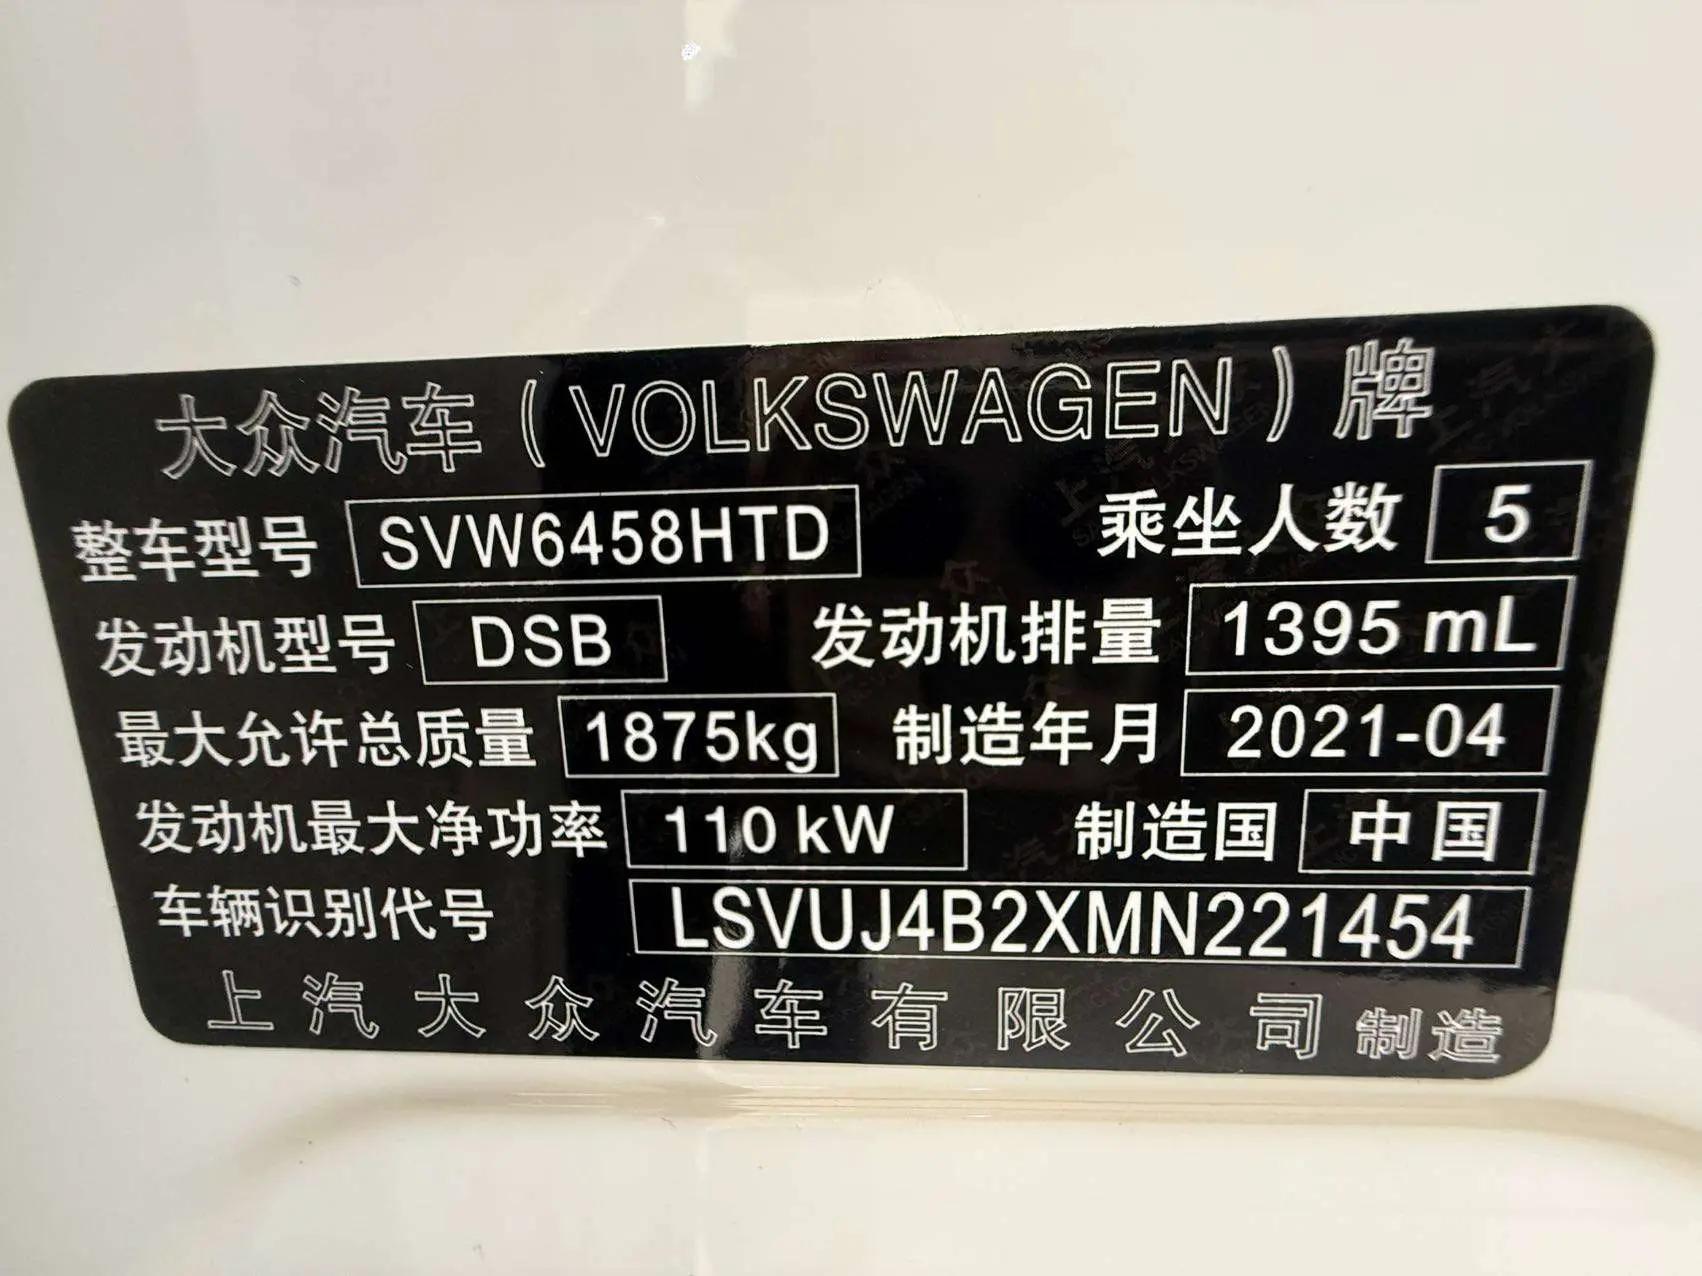 大众汽车(VOLKSWAGEN)牌
整车型号 SVW6458HTD 乘坐人数 5
发动机型号 DSB 发动机排量 1395 mL
最大允许总质量 1875kg 制造年月 2021-04
发动机最大净功率 110 kW 制造国 中国
车辆识别代号 LSVUJ4B2XMN221454
上汽大众汽车有限公司制造